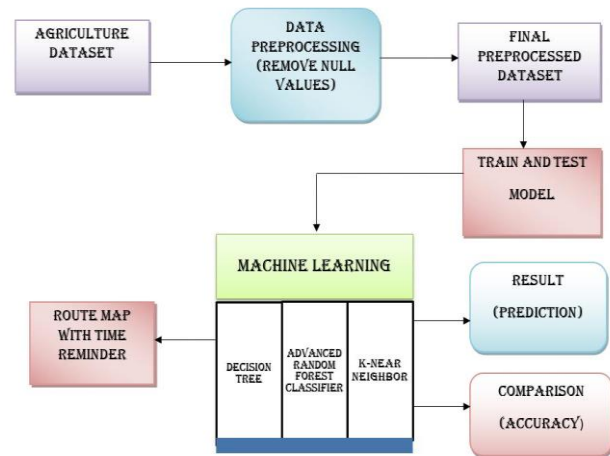 AGRICULTURE
DATASET
DATA
PREPROCESSING
(REMOVE NULL
VALUES)
FINAL
PREPROCESSED
DATASET
TRAIN AND TEST
MODEL
MACHINE LEARNING
DECISION
TREE
ADVANCED
RANDOM
FOREST
CLASSIFIER
K-NEAR
NEIGHBOR
ROUTE MAP
WITH TIME
REMINDER
RESULT
(PREDICTION)
COMPARISON
(ACCURACY)